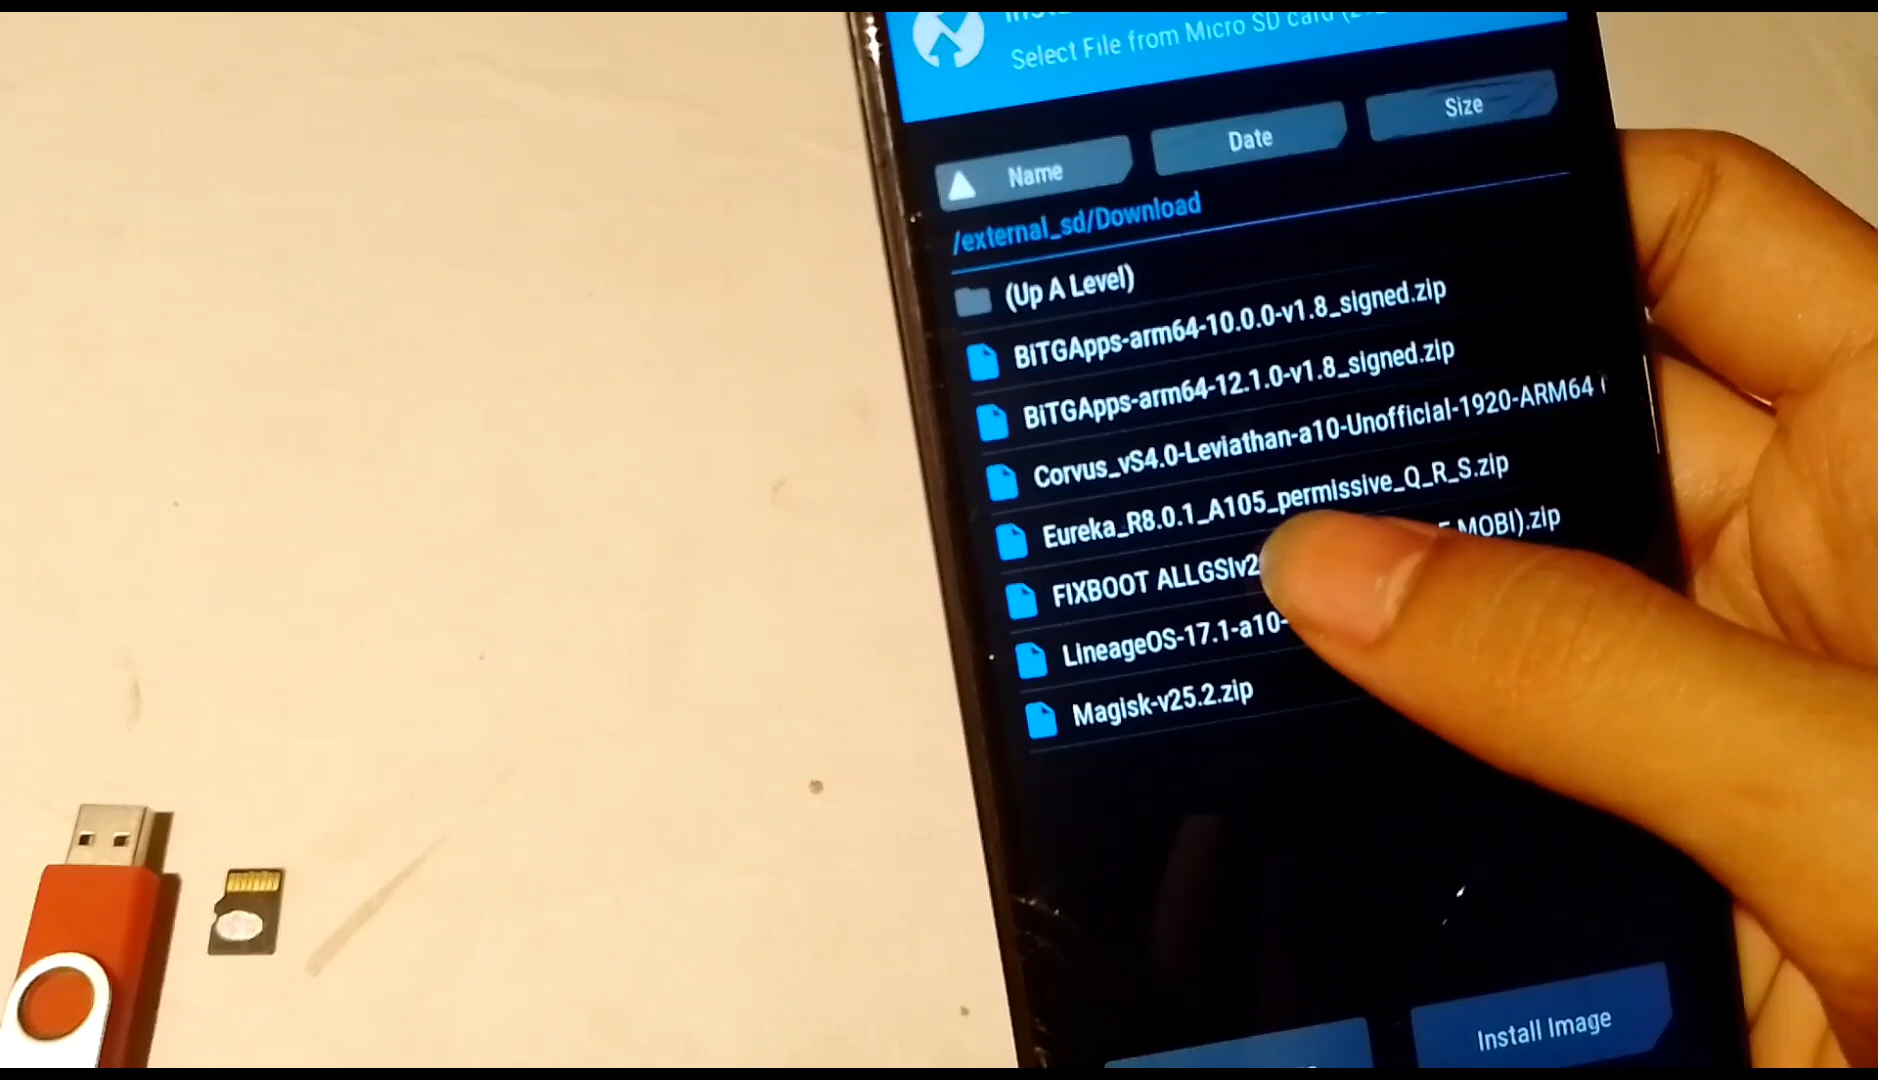 Select File from Micro SD card
Name
Date
Size
/external_sd/Download
(Up A Level)
BiTGApps-arm64-10.0.0-v1.8_signed.zip
BiTGApps-arm64-12.1.0-v1.8_signed.zip
Corvus_vS4.0-Leviathan-a10-Unofficial-1920-ARM64
Eureka_R8.0.1_A105_permissive_Q_R_S.zip
FIXBOOT ALLGSIv2 MOBI).zip
LineageOS-17.1-a10-
Magisk-v25.2.zip
Install Image